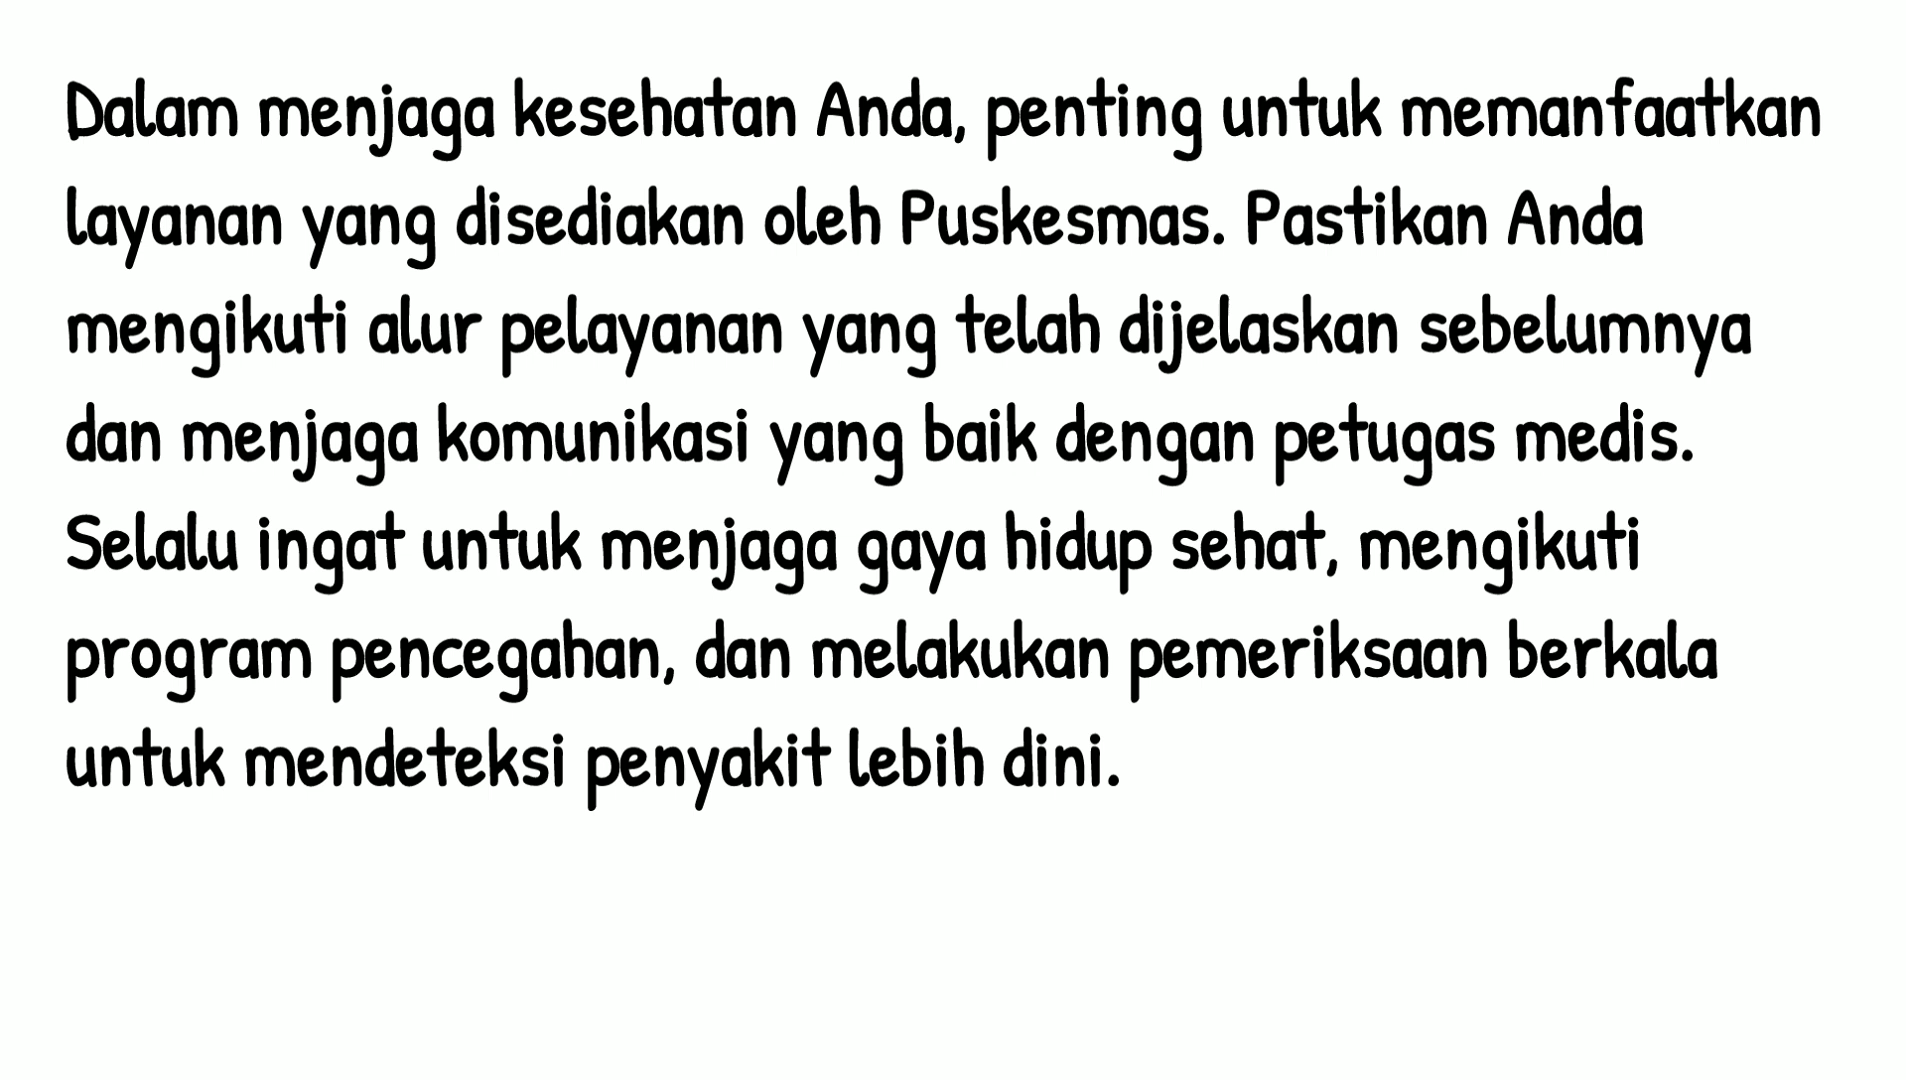 Dalam menjaga kesehatan Anda, penting untuk memanfaatkan
layanan yang disediakan oleh Puskesmas. Pastikan Anda
mengikuti alur pelayanan yang telah dijelaskan sebelumnya
dan menjaga komunikasi yang baik dengan petugas medis.
Selalu ingat untuk menjaga gaya hidup sehat, mengikuti
program pencegahan, dan melakukan pemeriksaan berkala
untuk mendeteksi penyakit lebih dini.